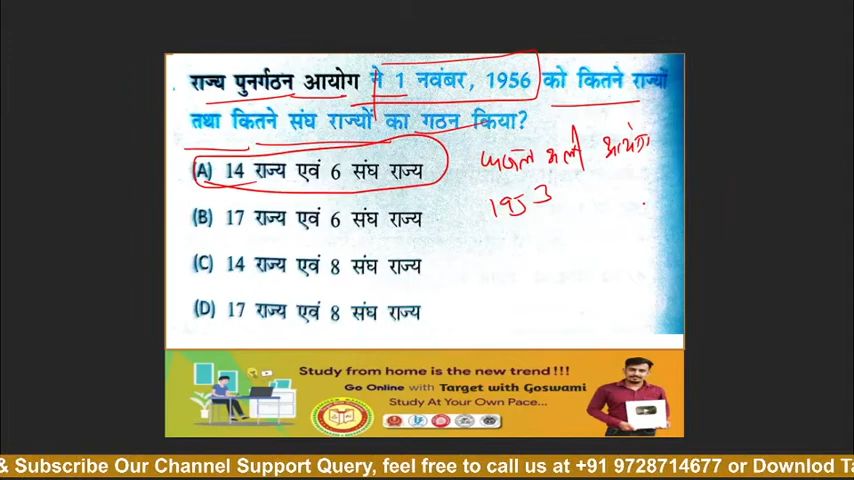 राज्य पुनर्गठन आयोग ने 1 नवंबर, 1956 को कितने राज्यों
तथा कितने संघ राज्यों का गठन किया?
(A) 14 राज्य एवं 6 संघ राज्य
(B) 17 राज्य एवं 6 संघ राज्य
(C) 14 राज्य एवं 8 संघ राज्य
(D) 17 राज्य एवं 8 संघ राज्य
फजल अली आयोग
1953
Study from home is the new trend !!!
Go Online with Target with Goswami
Study At Your Own Pace...
& Subscribe Our Channel Support Query, feel free to call us at +91 9728714677 or Downlod Ta